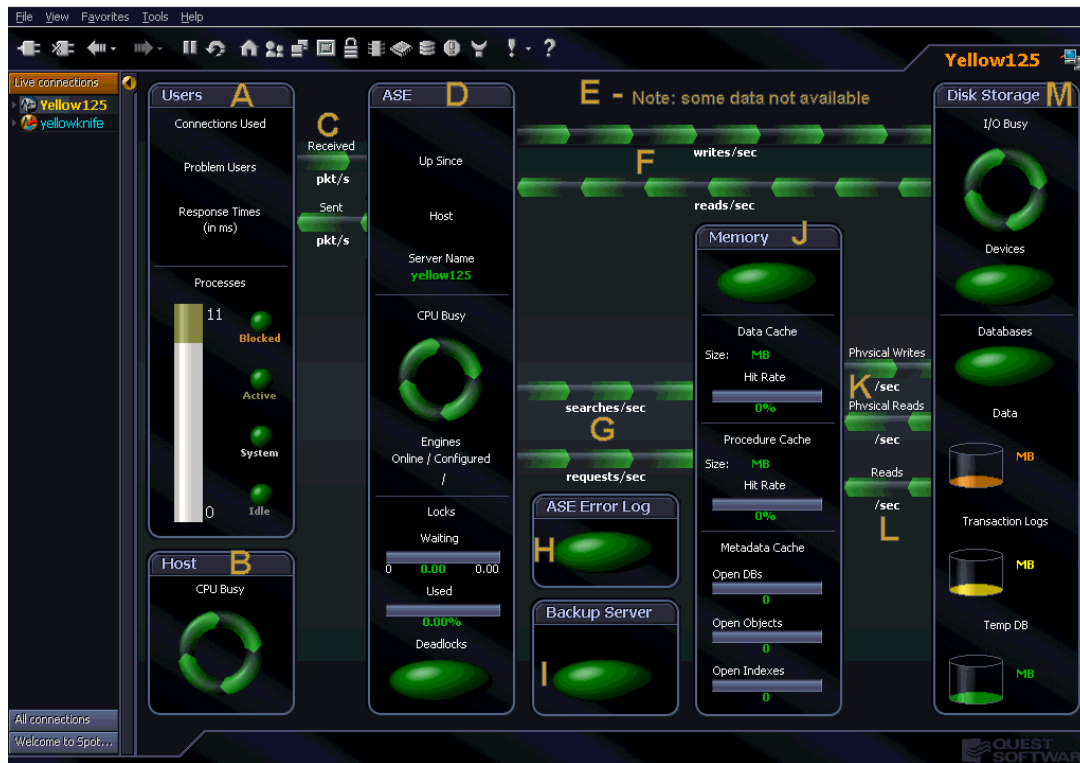 File View Favorites Tools Help
Yellow125
Live connections
Yellow125
yellowknife
All connections
Welcome to Spot...
Users A
Connections Used
Problem Users
Response Times
(in ms)
Processes
11
Blocked
Active
System
Idle
0
Host B
CPU Busy
C
Received
pkt/s
Sent
pkt/s
ASE D
Up Since
Host
Server Name
yellow125
CPU Busy
Engines
Online / Configured
/
Locks
Waiting
0 0.00 0.00
Used
0.00%
Deadlocks
E - Note: some data not available
writes/sec
F
reads/sec
searches/sec
G
requests/sec
ASE Error Log
H
Backup Server
I
Memory J
Data Cache
Size: MB
Hit Rate
0%
Procedure Cache
Size: MB
Hit Rate
0%
Metadata Cache
Open DBs
0
Open Objects
0
Open Indexes
0
Physical Writes
K /sec
Physical Reads
/sec
Reads
/sec
L
Disk Storage M
I/O Busy
Devices
Databases
Data
MB
Transaction Logs
MB
Temp DB
MB
QUEST
SOFTWAR